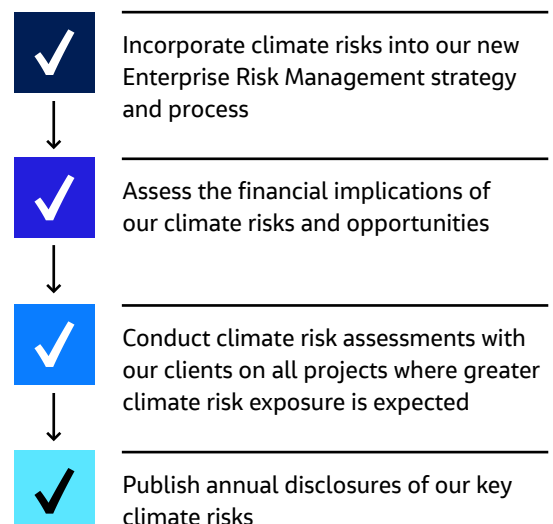 Incorporate climate risks into our new
Enterprise Risk Management strategy
and process
Assess the financial implications of
our climate risks and opportunities
Conduct climate risk assessments with
our clients on all projects where greater
climate risk exposure is expected
Publish annual disclosures of our key
climate risks